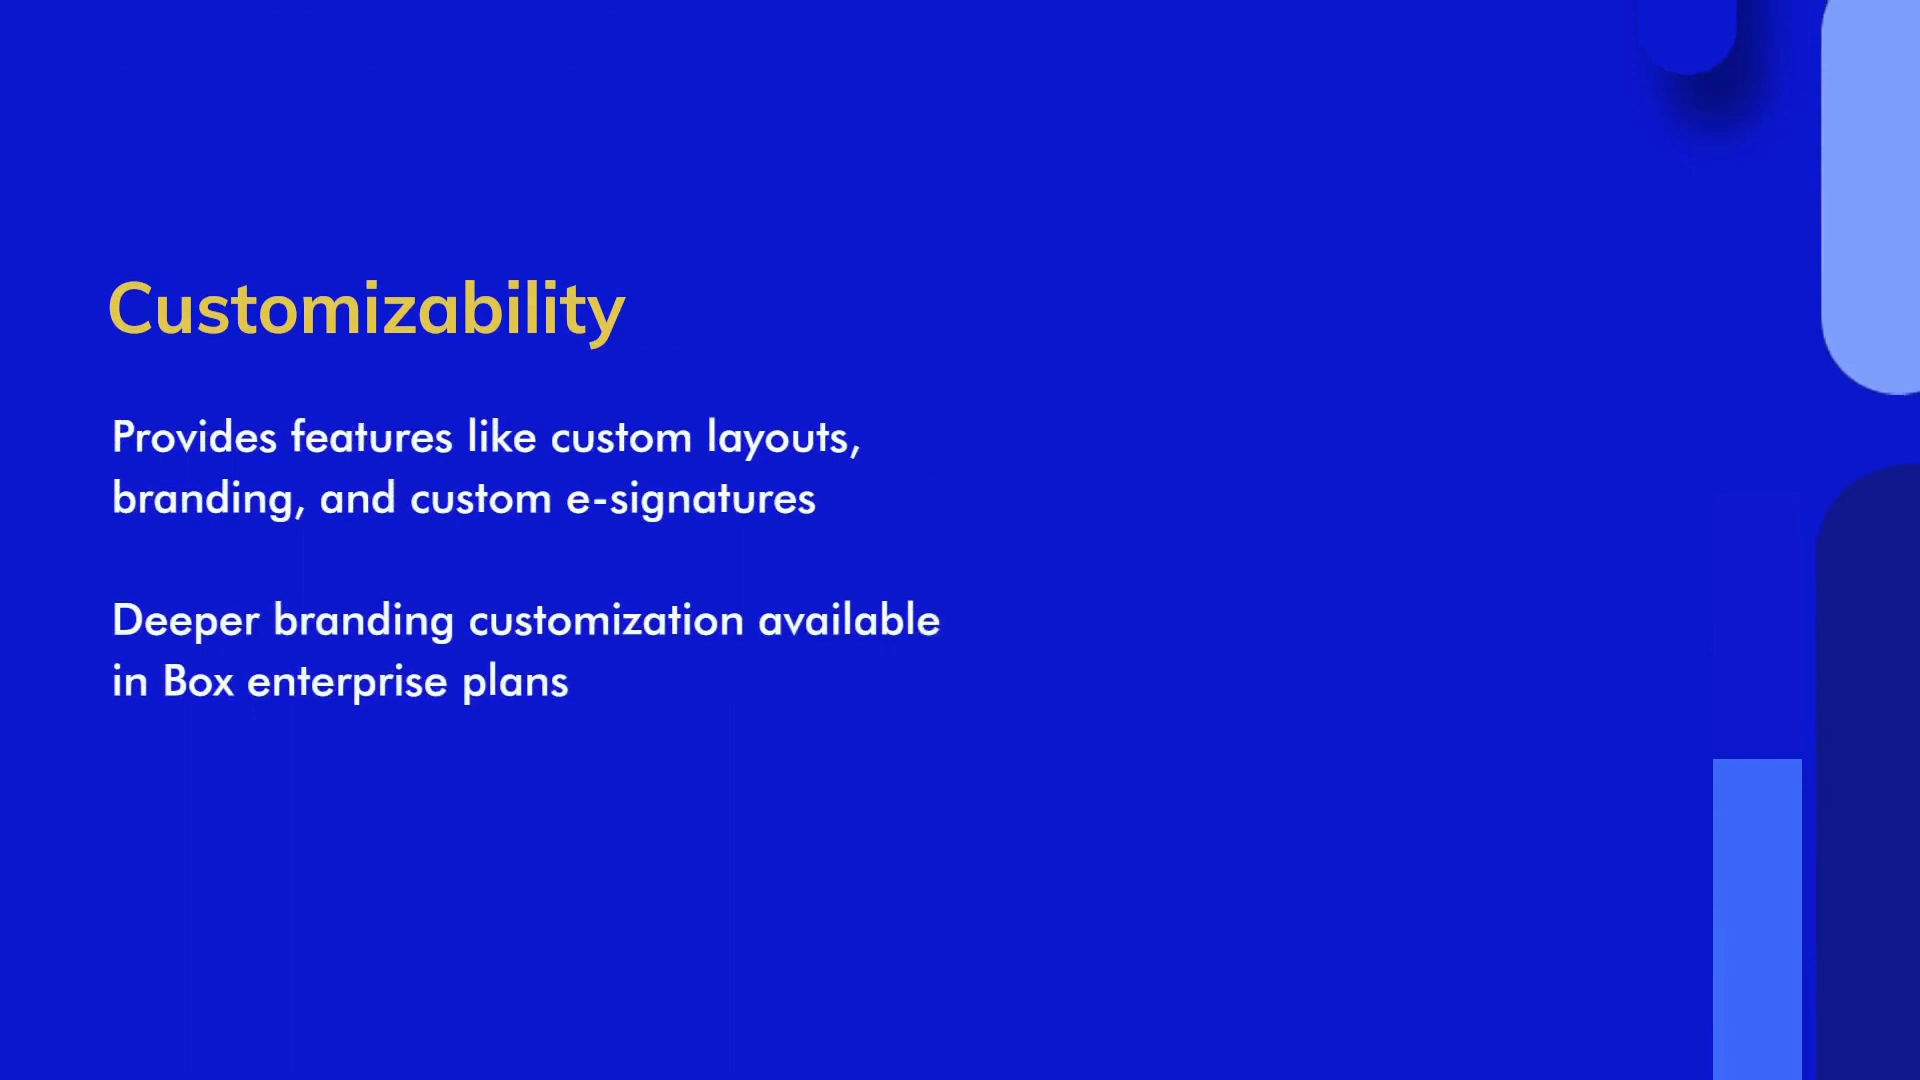 Customizability
Provides features like custom layouts,
branding, and custom e-signatures
Deeper branding customization available
in Box enterprise plans